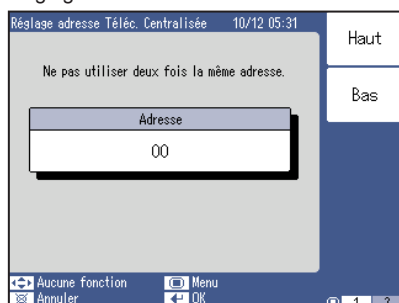 Réglage adresse Téléc. Centralisée 10/12 05:31
Haut
Ne pas utiliser deux fois la même adresse.
Bas
Adresse
00
Aucune fonction Menu
Annuler OK
1 2